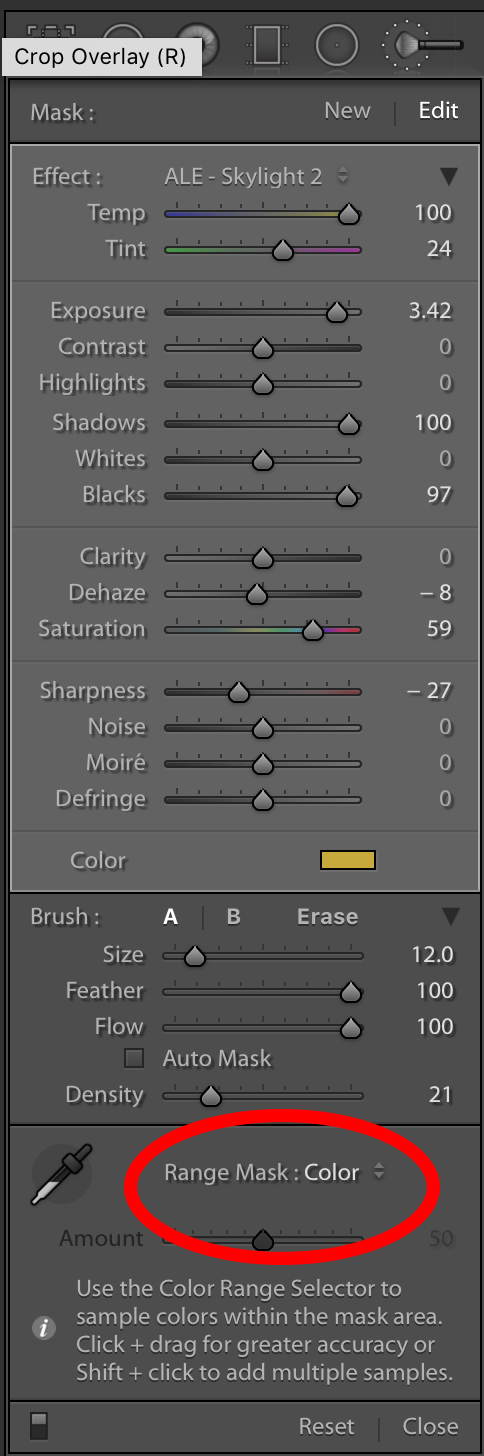 Crop Overlay (R)
Mask : New | Edit
Effect : ALE - Skylight 2
Temp 100
Tint 24
Exposure 3.42
Contrast 0
Highlights 0
Shadows 100
Whites 0
Blacks 97
Clarity 0
Dehaze – 8
Saturation 59
Sharpness – 27
Noise 0
Moiré 0
Defringe 0
Color
Brush : A | B Erase
Size 12.0
Feather 100
Flow 100
Auto Mask
Density 21
Range Mask : Color
Amount 50
Use the Color Range Selector to
sample colors within the mask area.
Click + drag for greater accuracy or
Shift + click to add multiple samples.
Reset | Close